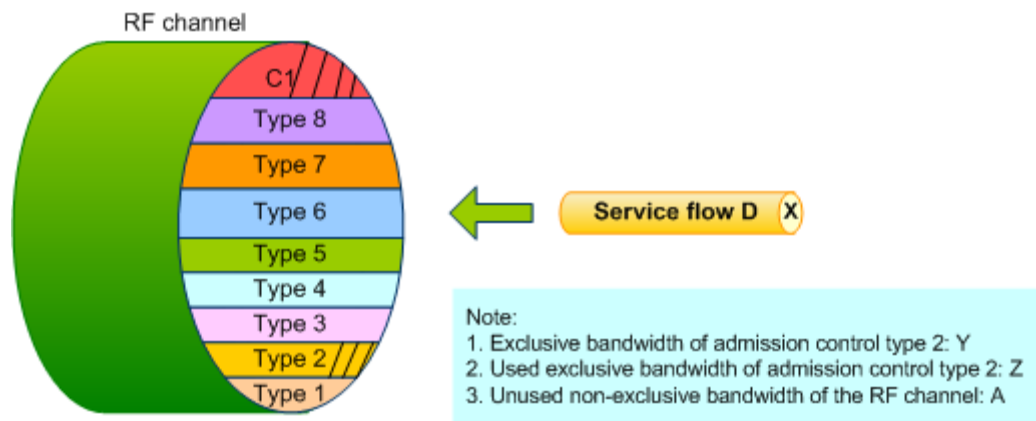 RF channel
C1
Type 8
Type 7
Type 6
Type 5
Type 4
Type 3
Type 2
Type 1
Service flow D X
Note:
1. Exclusive bandwidth of admission control type 2: Y
2. Used exclusive bandwidth of admission control type 2: Z
3. Unused non-exclusive bandwidth of the RF channel: A